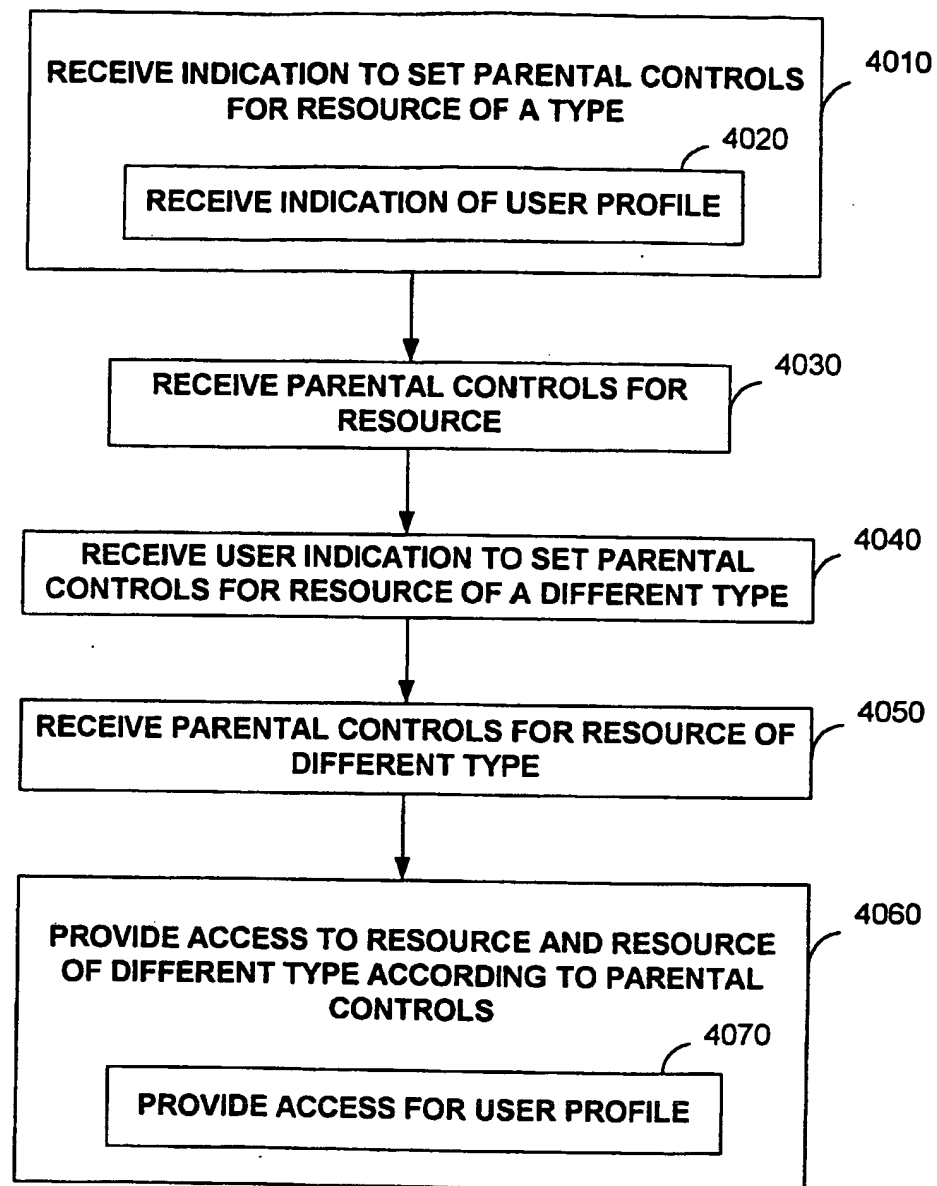 RECEIVE INDICATION TO SET PARENTAL CONTROLS
FOR RESOURCE OF A TYPE
4010
4020
RECEIVE INDICATION OF USER PROFILE
4030
RECEIVE PARENTAL CONTROLS FOR
RESOURCE
4040
RECEIVE USER INDICATION TO SET PARENTAL
CONTROLS FOR RESOURCE OF A DIFFERENT TYPE
4050
RECEIVE PARENTAL CONTROLS FOR RESOURCE OF
DIFFERENT TYPE
4060
PROVIDE ACCESS TO RESOURCE AND RESOURCE
OF DIFFERENT TYPE ACCORDING TO PARENTAL
CONTROLS
4070
PROVIDE ACCESS FOR USER PROFILE